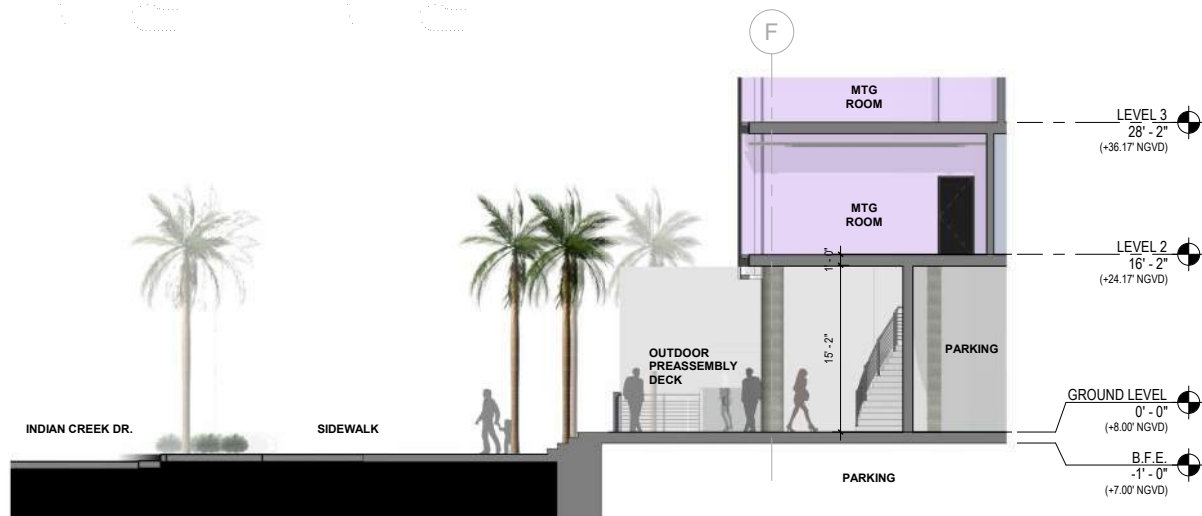 F
MTG
ROOM
LEVEL 3
28' - 2"
(+36.17' NGVD)
MTG
ROOM
LEVEL 2
16' - 2"
(+24.17' NGVD)
1' - 0"
15' - 2"
OUTDOOR
PREASSEMBLY
DECK
PARKING
GROUND LEVEL
0' - 0"
(+8.00' NGVD)
INDIAN CREEK DR.
SIDEWALK
B.F.E.
-1' - 0"
(+7.00' NGVD)
PARKING